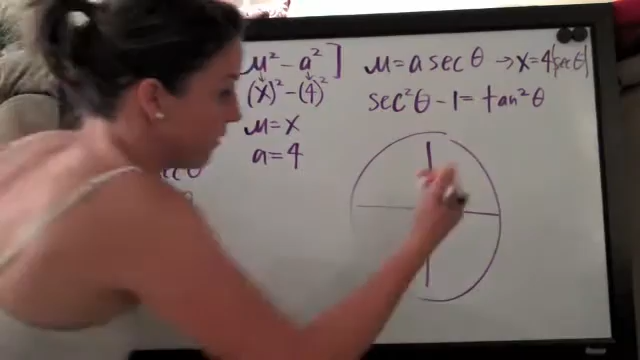 u² - a²]
(x)² - (4)²
u = x
a = 4
u = a sec θ → x = 4(sec θ)
sec²θ - 1 = tan²θ